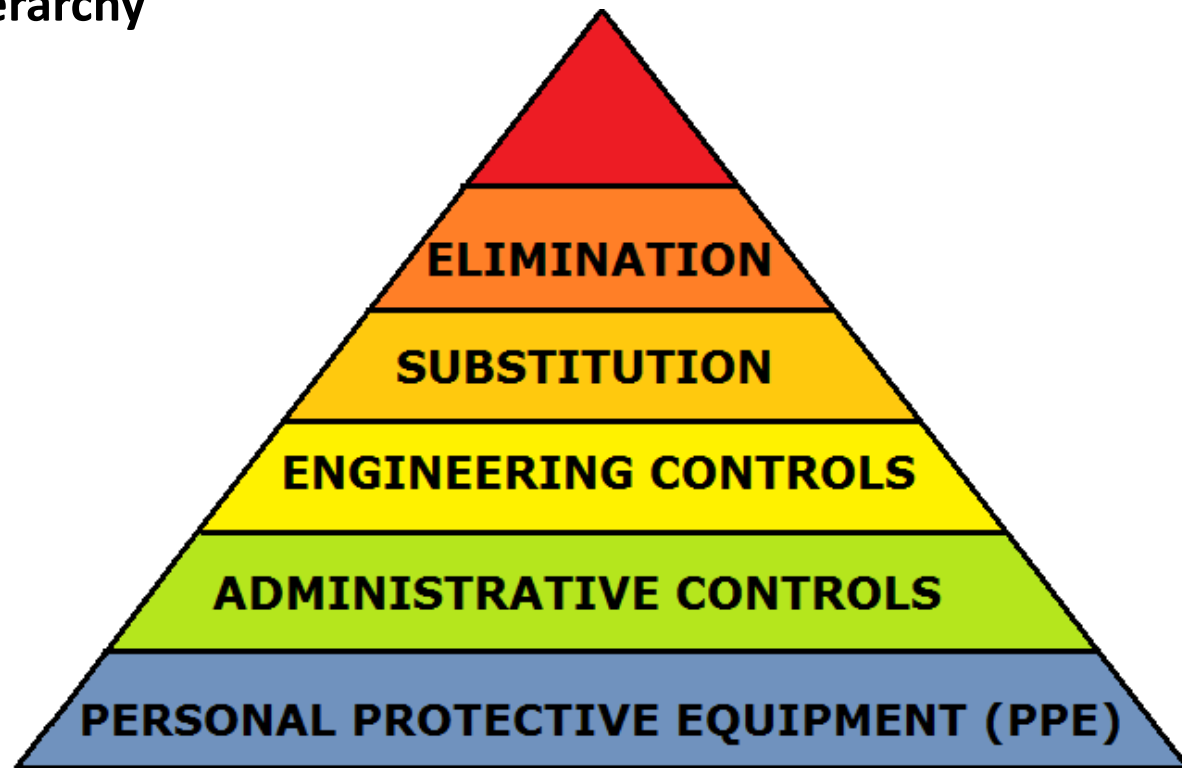 erarchy
ELIMINATION
SUBSTITUTION
ENGINEERING CONTROLS
ADMINISTRATIVE CONTROLS
PERSONAL PROTECTIVE EQUIPMENT (PPE)